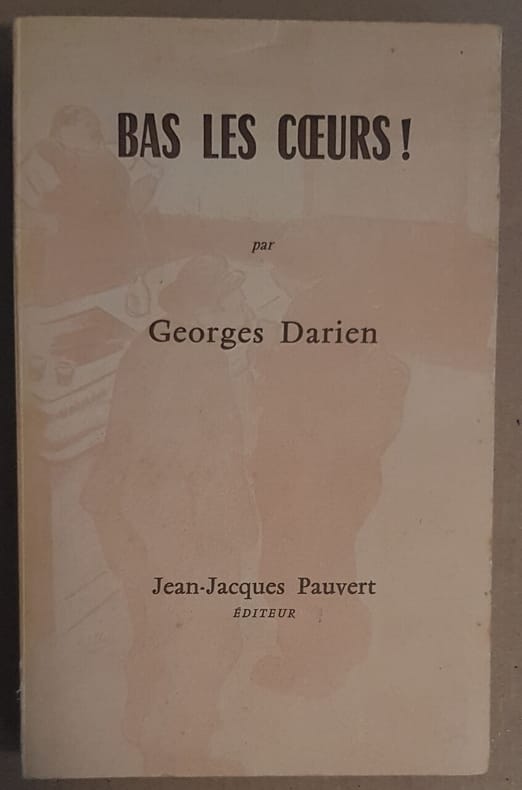 BAS LES CŒURS !
par
Georges Darien
Jean-Jacques Pauvert
ÉDITEUR